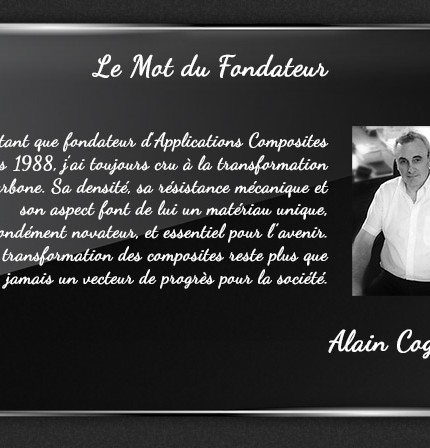 Le Mot du Fondateur
tant que fondateur d'Applications Composites
s 1988, j'ai toujours cru à la transformation
rbone. Sa densité, sa résistance mécanique et
son aspect font de lui un matériau unique,
ondément novateur, et essentiel pour l'avenir.
transformation des composites reste plus que
jamais un vecteur de progrès pour la société.
Alain Cog